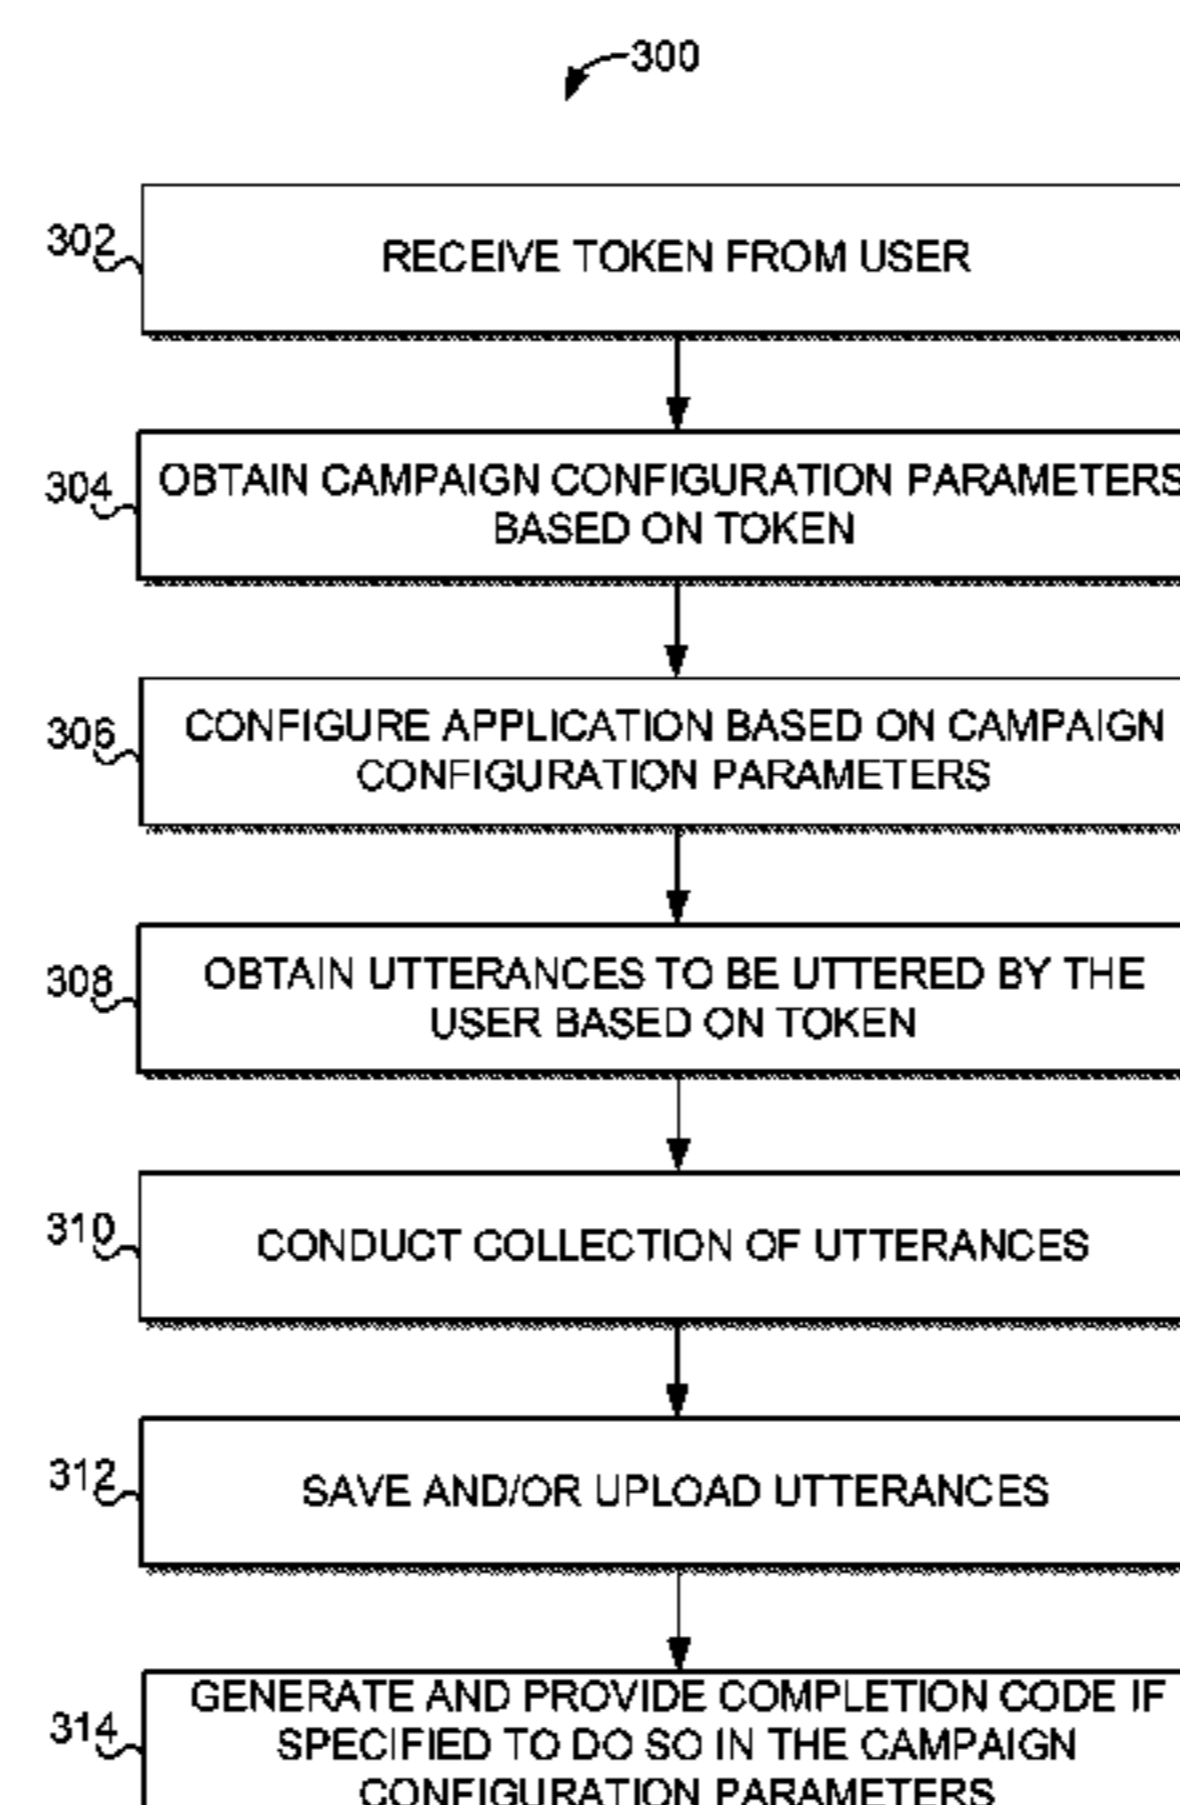 300
302
RECEIVE TOKEN FROM USER
304
OBTAIN CAMPAIGN CONFIGURATION PARAMETERS
BASED ON TOKEN
306
CONFIGURE APPLICATION BASED ON CAMPAIGN
CONFIGURATION PARAMETERS
308
OBTAIN UTTERANCES TO BE UTTERED BY THE
USER BASED ON TOKEN
310
CONDUCT COLLECTION OF UTTERANCES
312
SAVE AND/OR UPLOAD UTTERANCES
314
GENERATE AND PROVIDE COMPLETION CODE IF
SPECIFIED TO DO SO IN THE CAMPAIGN
CONFIGURATION PARAMETERS